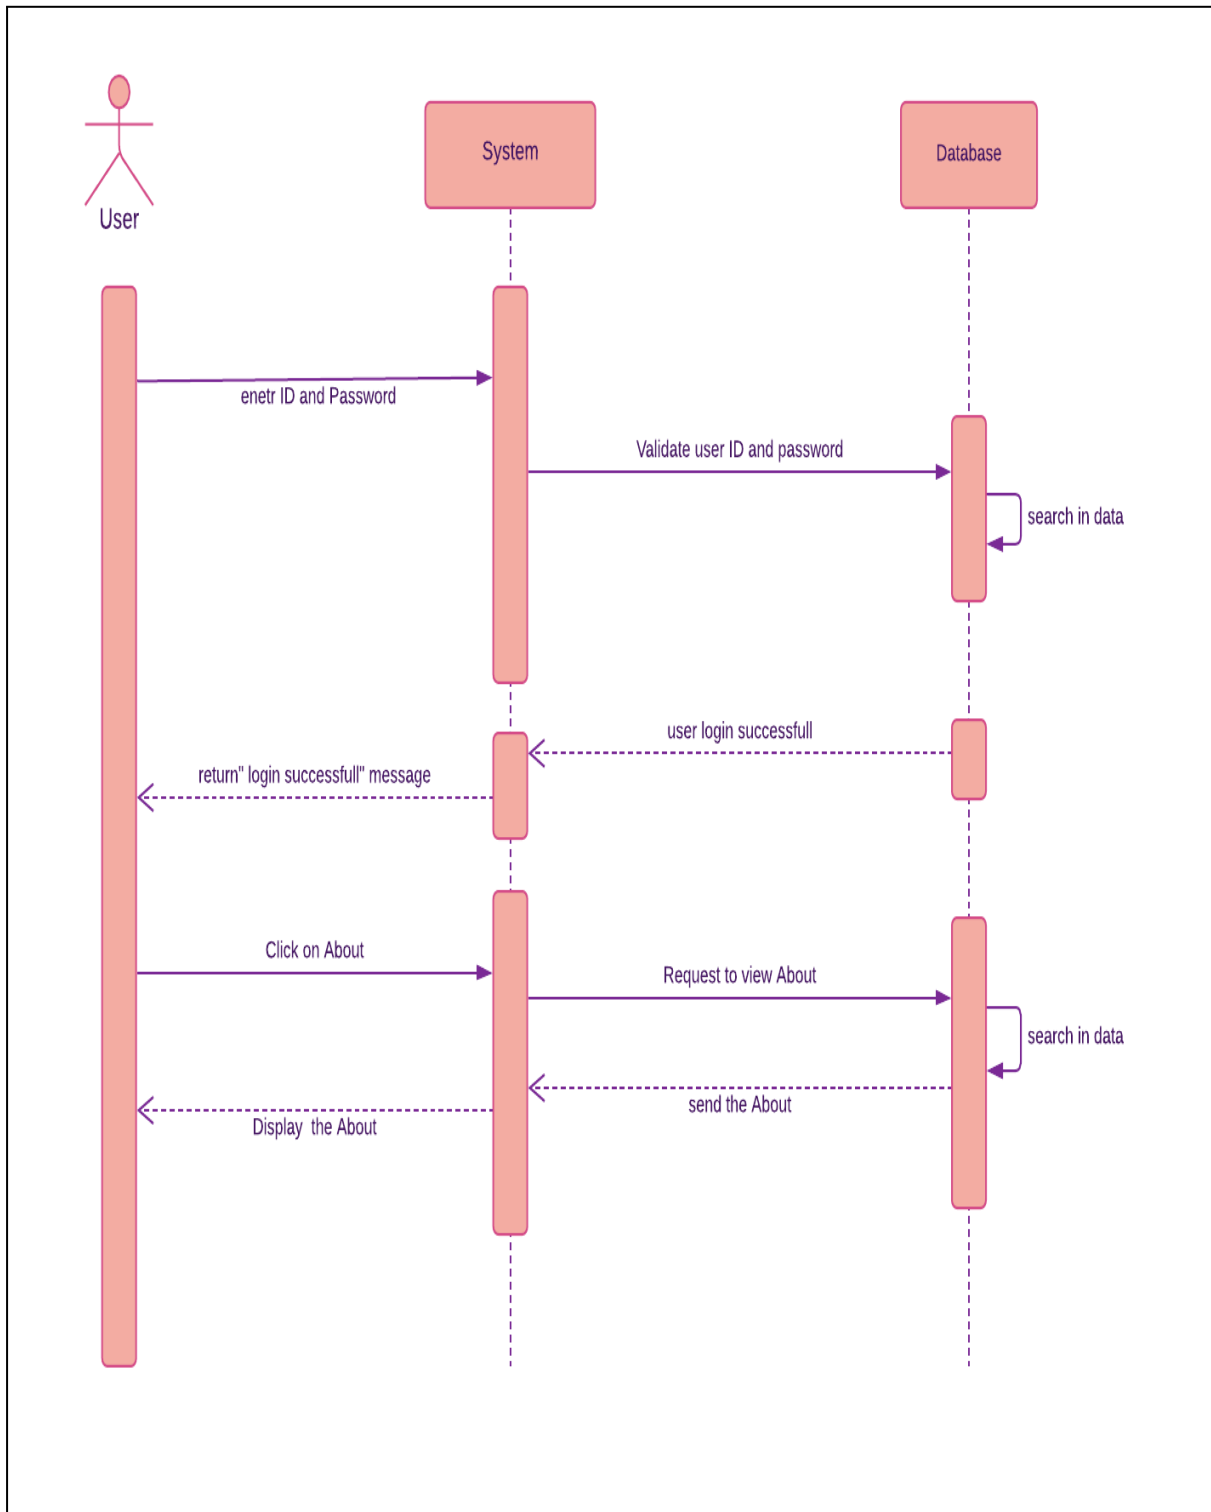 System
Database
User
enetr ID and Password
Validate user ID and password
search in data
user login successfull
return" login successfull" message
Click on About
Request to view About
search in data
send the About
Display  the About